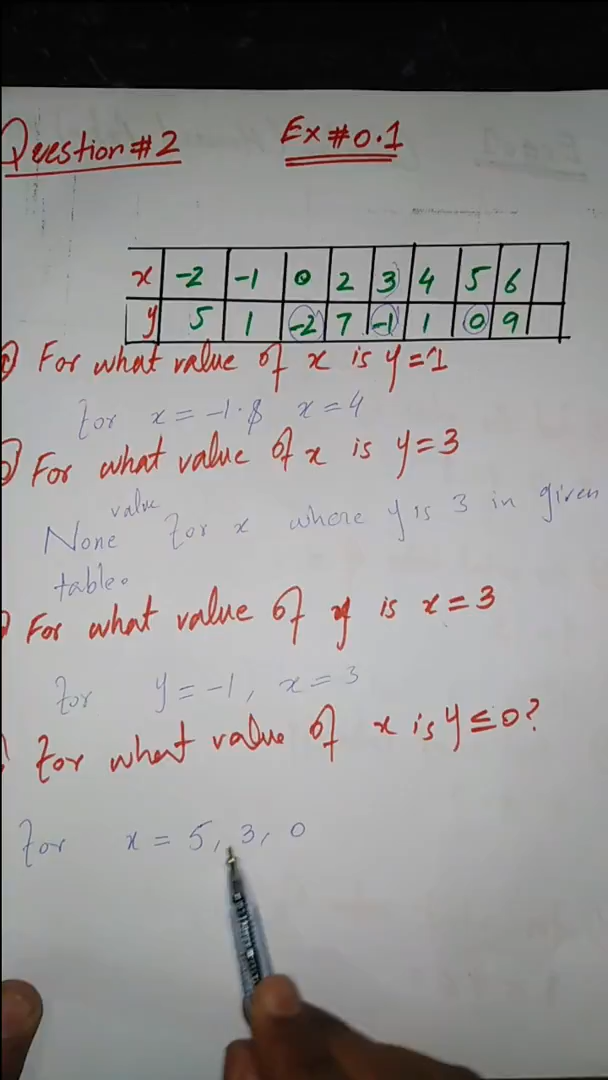 Question #2 Ex #0.1
x -2 -1 0 2 3 4 5 6
y 5 1 -2 7 -1 1 0 9
For what value of x is y=1
For x = -1 & x = 4
For what value of x is y=3
value
None for x where y is 3 in given
table.
For what value of y is x=3
For y = -1, x = 3
For what value of x is y≤0?
For x = 5, 3, 0